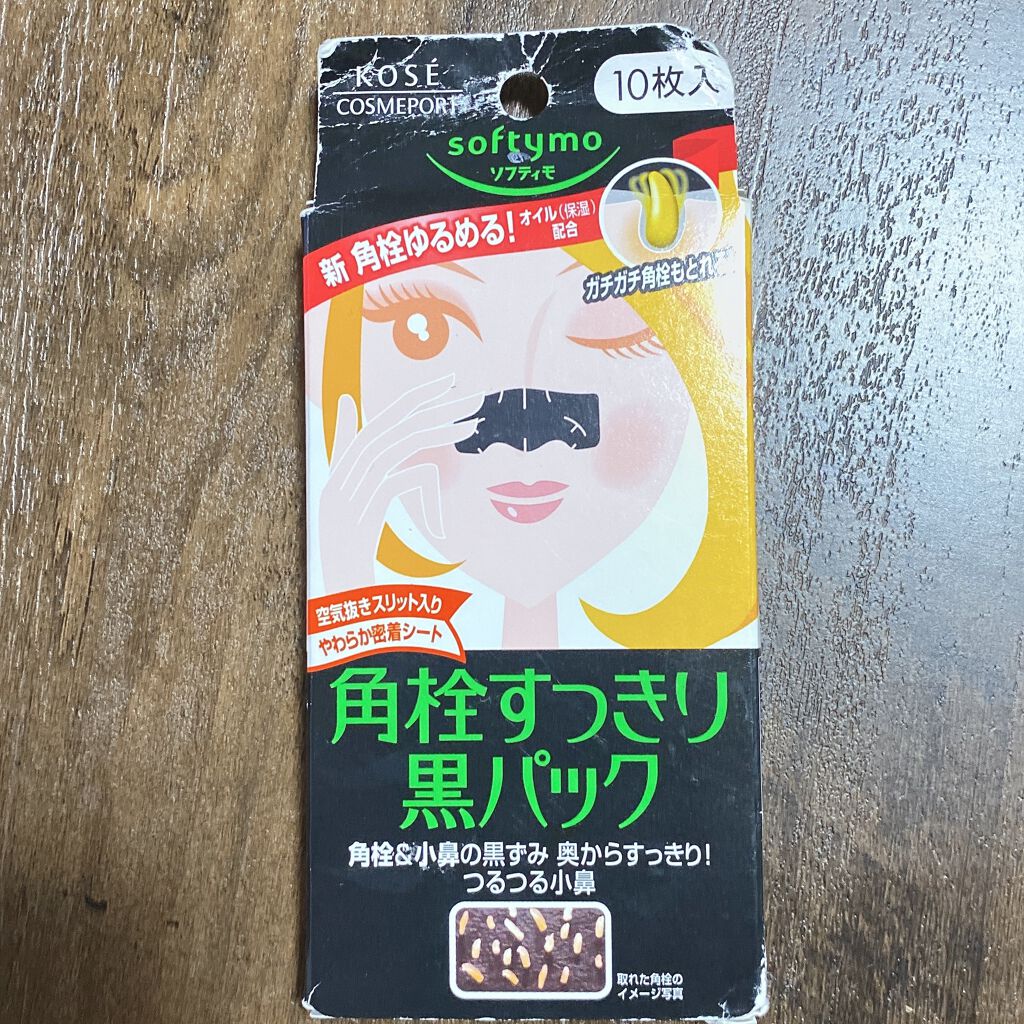 KOSÉ
COSMEPORT
10枚入
softymo
ソフティモ
新 角栓ゆるめる! オイル(保湿)
配合
ガチガチ角栓もとれ
空気抜きスリット入り
やわらか密着シート
角栓すっきり
黒パック
角栓&小鼻の黒ずみ 奥からすっきり!
つるつる小鼻
取れた角栓の
イメージ写真